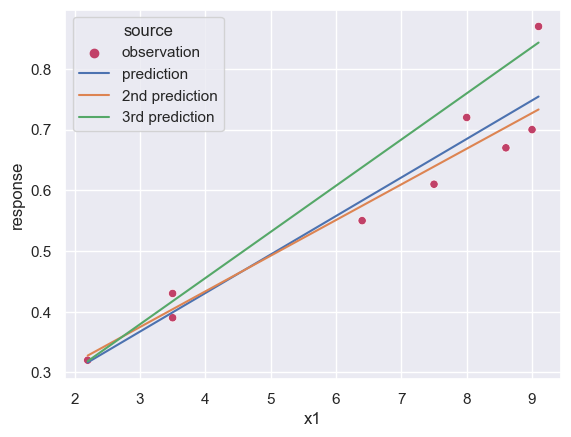 source
observation
prediction
2nd prediction
3rd prediction
0.8
0.7
0.6
0.5
0.4
0.3
response
2 3 4 5 6 7 8 9
x1